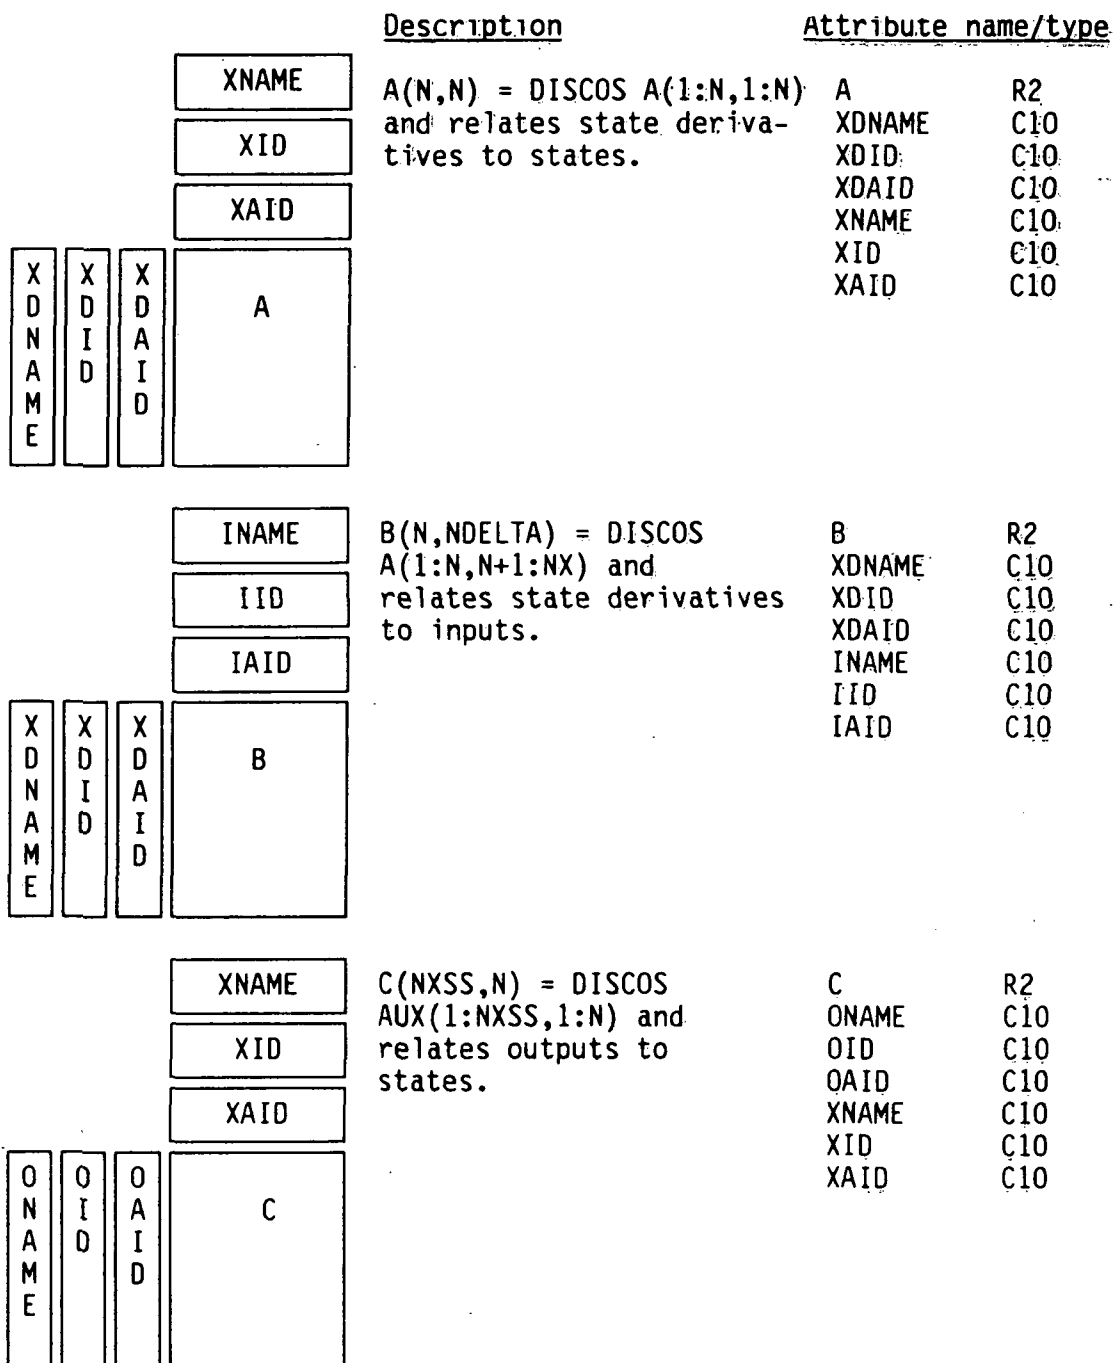 Description Attribute name/type
XNAME
XID
XAID
XDNAME XDID XDAID A
A(N,N) = DISCOS A(1:N,1:N)
and relates state deriva-
tives to states.
A R2
XDNAME C10
XDID C10
XDAID C10
XNAME C10
XID C10
XAID C10
INAME
IID
IAID
XDNAME XDID XDAID B
B(N,NDELTA) = DISCOS
A(1:N,N+1:NX) and
relates state derivatives
to inputs.
B R2
XDNAME C10
XDID C10
XDAID C10
INAME C10
IID C10
IAID C10
XNAME
XID
XAID
ONAME OID OAID C
C(NXSS,N) = DISCOS
AUX(1:NXSS,1:N) and
relates outputs to
states.
C R2
ONAME C10
OID C10
OAID C10
XNAME C10
XID C10
XAID C10